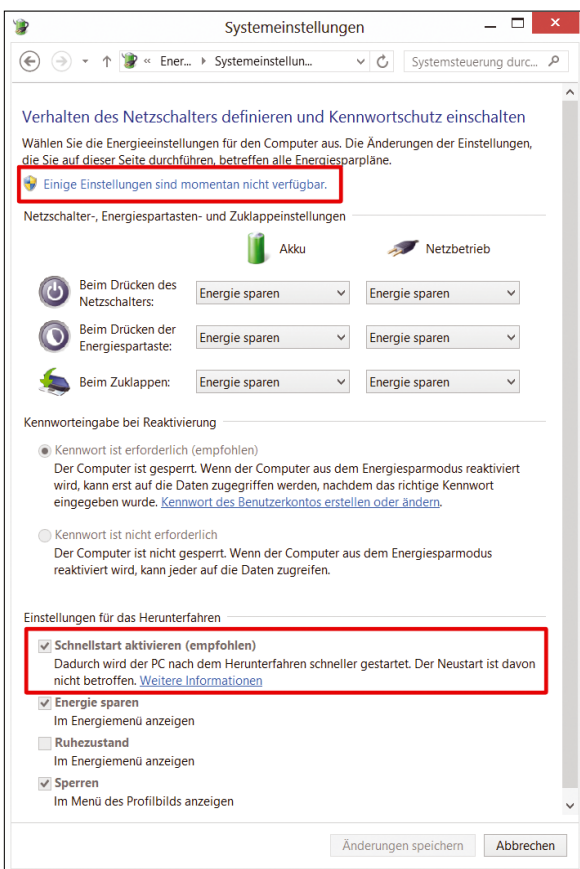 Systemeinstellungen
« Ener... Systemeinstellun... Systemsteuerung durc...
Verhalten des Netzschalters definieren und Kennwortschutz einschalten
Wählen Sie die Energieeinstellungen für den Computer aus. Die Änderungen der Einstellungen,
die Sie auf dieser Seite durchführen, betreffen alle Energiesparpläne.
Einige Einstellungen sind momentan nicht verfügbar.
Netzschalter-, Energiespartasten- und Zuklappeinstellungen
Akku Netzbetrieb
Beim Drücken des
Netzschalters:
Energie sparen Energie sparen
Beim Drücken der
Energiespartaste:
Energie sparen Energie sparen
Beim Zuklappen: Energie sparen Energie sparen
Kennworteingabe bei Reaktivierung
Kennwort ist erforderlich (empfohlen)
Der Computer ist gesperrt. Wenn der Computer aus dem Energiesparmodus reaktiviert
wird, kann erst auf die Daten zugegriffen werden, nachdem das richtige Kennwort
eingegeben wurde. Kennwort des Benutzerkontos erstellen oder ändern.
Kennwort ist nicht erforderlich
Der Computer ist nicht gesperrt. Wenn der Computer aus dem Energiesparmodus
reaktiviert wird, kann jeder auf die Daten zugreifen.
Einstellungen für das Herunterfahren
Schnellstart aktivieren (empfohlen)
Dadurch wird der PC nach dem Herunterfahren schneller gestartet. Der Neustart ist davon
nicht betroffen. Weitere Informationen
Energie sparen
Im Energiemenü anzeigen
Ruhezustand
Im Energiemenü anzeigen
Sperren
Im Menü des Profilbilds anzeigen
Änderungen speichern Abbrechen